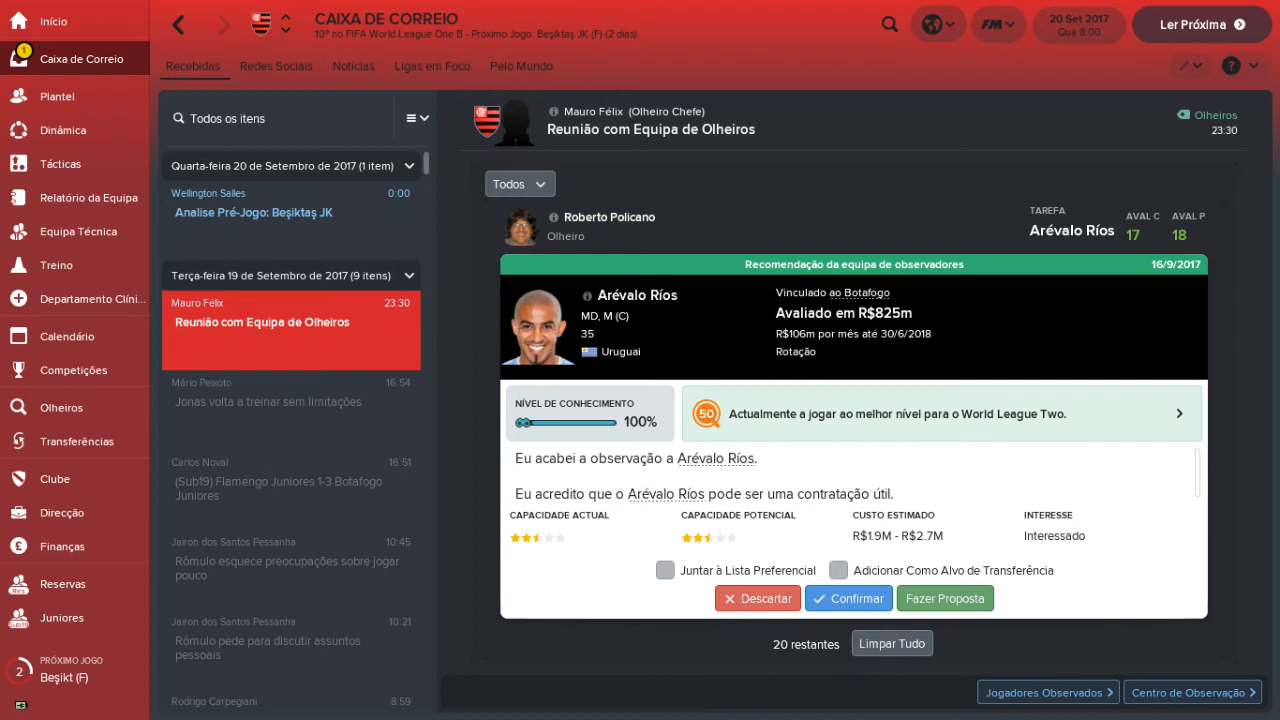 Início
Caixa de Correio
1
Plantel
Dinâmica
Tácticas
Relatório da Equipa
Equipa Técnica
Treino
Departamento Clíni...
Calendário
Competições
Olheiros
Transferências
Clube
Direcção
Finanças
Reservas
Juniores
PRÓXIMO JOGO
2
Beşikt (F)
CAIXA DE CORREIO
10º no FIFA World League One B - Próximo Jogo: Beşiktaş JK (F) (2 dias)
FM
20 Set 2017
Qua 8:00
Ler Próxima
Recebidas
Redes Sociais
Notícias
Ligas em Foco
Pelo Mundo
?
Todos os itens
Quarta-feira 20 de Setembro de 2017 (1 item)
Wellington Salles 0:00
Analise Pré-Jogo: Beşiktaş JK
Terça-feira 19 de Setembro de 2017 (9 itens)
Mauro Félix 23:30
Reunião com Equipa de Olheiros
Mário Peixoto 16:54
Jonas volta a treinar sem limitações
Carlos Noval 16:51
(Sub19) Flamengo Juniores 1-3 Botafogo
Juniores
Jairon dos Santos Pessanha 10:45
Rômulo esquece preocupações sobre jogar
pouco
Jairon dos Santos Pessanha 10:21
Rômulo pede para discutir assuntos
pessoais
Rodrigo Carpegiani 8:59
Mauro Félix (Olheiro Chefe)
Reunião com Equipa de Olheiros
Olheiros
23:30
Todos
Roberto Policano
Olheiro
TAREFA
Arévalo Ríos
AVAL C
17
AVAL P
18
Recomendação da equipa de observadores 16/9/2017
Arévalo Ríos
MD, M (C)
35
Uruguai
Vinculado ao Botafogo
Avaliado em R$825m
R$106m por mês até 30/6/2018
Rotação
NÍVEL DE CONHECIMENTO
100%
50
Actualmente a jogar ao melhor nível para o World League Two.
Eu acabei a observação a Arévalo Ríos.
Eu acredito que o Arévalo Ríos pode ser uma contratação útil.
CAPACIDADE ACTUAL
CAPACIDADE POTENCIAL
CUSTO ESTIMADO
R$1.9M - R$2.7M
INTERESSE
Interessado
Juntar à Lista Preferencial
Adicionar Como Alvo de Transferência
Descartar
Confirmar
Fazer Proposta
20 restantes
Limpar Tudo
Jogadores Observados
Centro de Observação